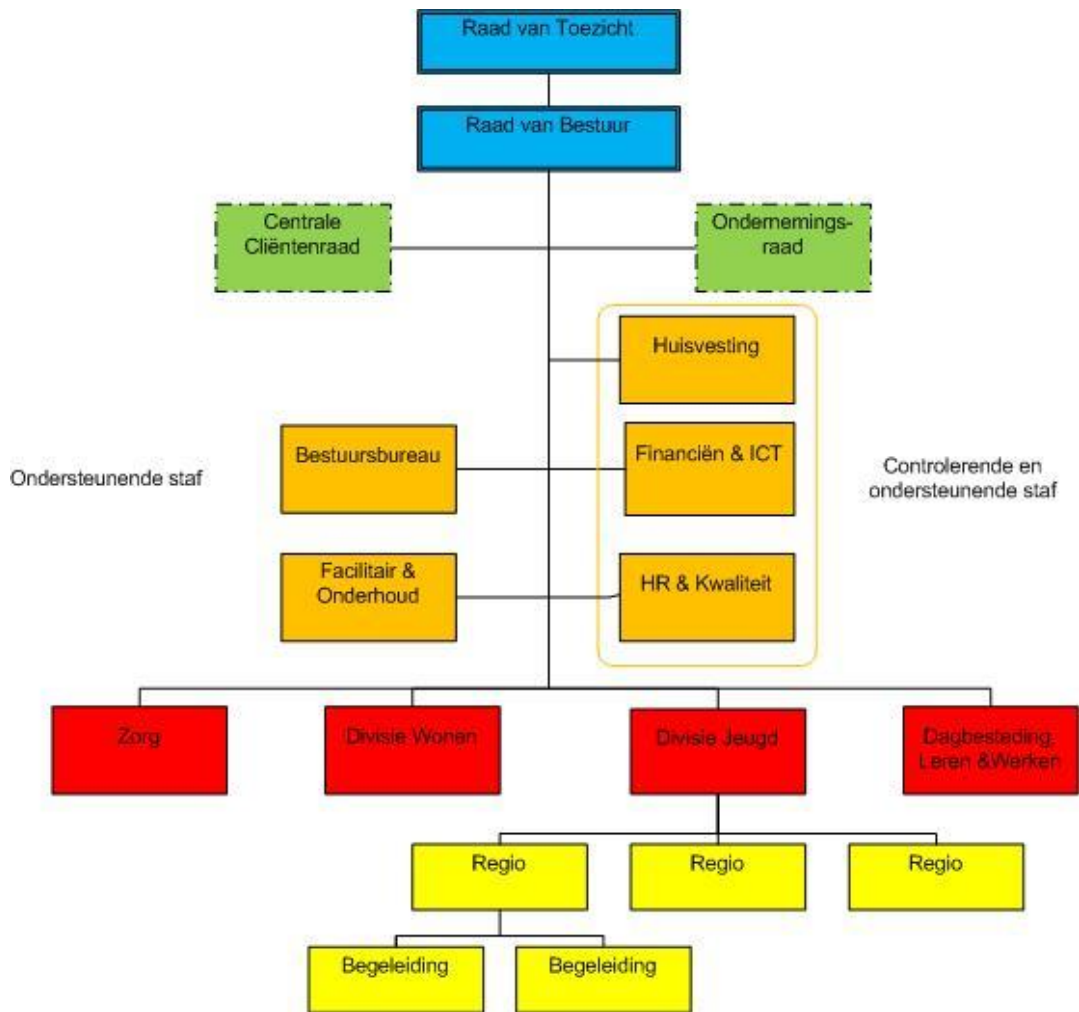 Raad van Toezicht
Raad van Bestuur
Centrale
Cliëntenraad
Ondernemings-
raad
Huisvesting
Ondersteunende staf
Bestuursbureau
Financiën & ICT
Controlerende en
ondersteunende staf
Facilitair &
Onderhoud
HR & Kwaliteit
Zorg
Divisie Wonen
Divisie Jeugd
Dagbesteding,
Leren &Werken
Regio
Regio
Regio
Begeleiding
Begeleiding